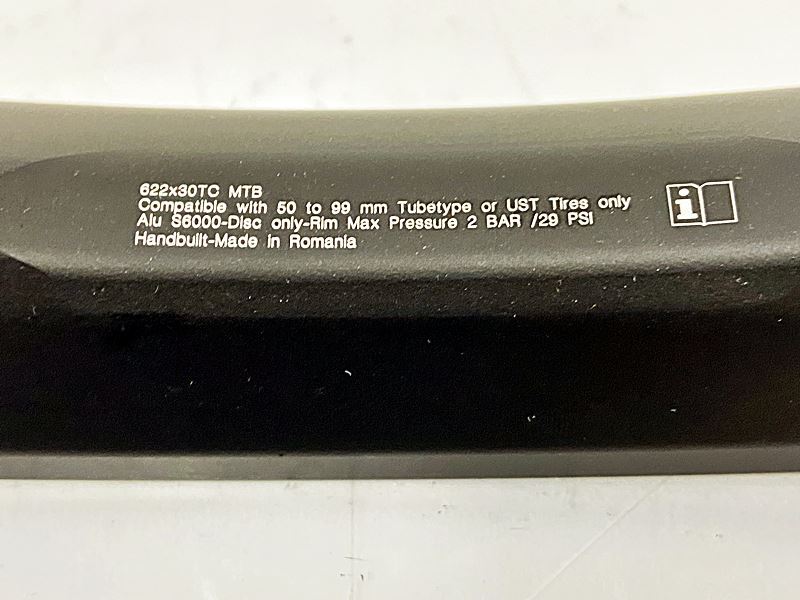 622x30TC MTB
Compatible with 50 to 99 mm Tubetype or UST Tires only
Alu S6000-Disc only-Rim Max Pressure 2 BAR /29 PSI
Handbuilt-Made in Romania